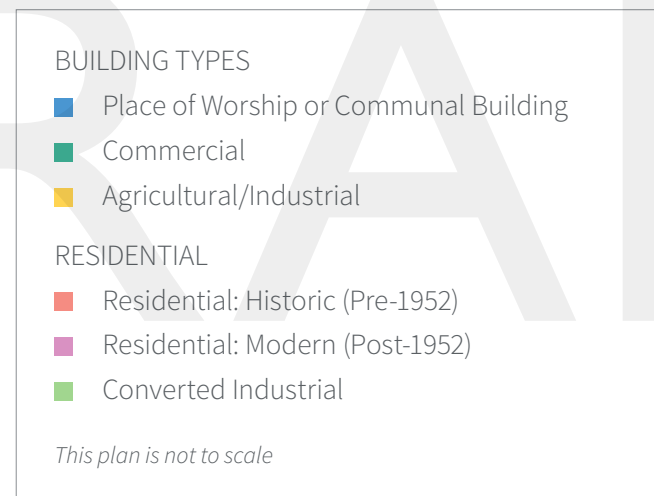 BUILDING TYPES
Place of Worship or Communal Building
Commercial
Agricultural/Industrial
RESIDENTIAL
Residential: Historic (Pre-1952)
Residential: Modern (Post-1952)
Converted Industrial
This plan is not to scale